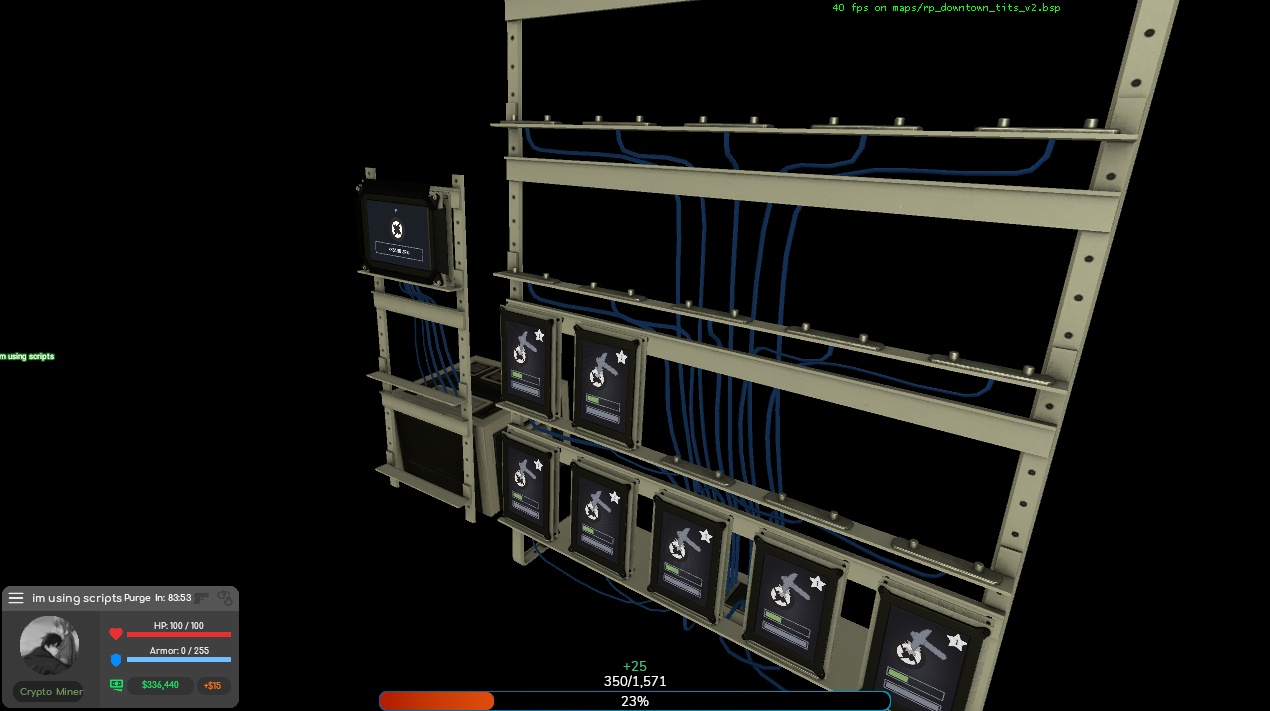 40 fps on maps/rp_downtown_tits_v2.bsp
m using scripts
im using scripts Purge In: 83:53
HP: 100 / 100
Armor: 0 / 255
$336,440 +$15
Crypto Miner
+25
350/1,571
23%